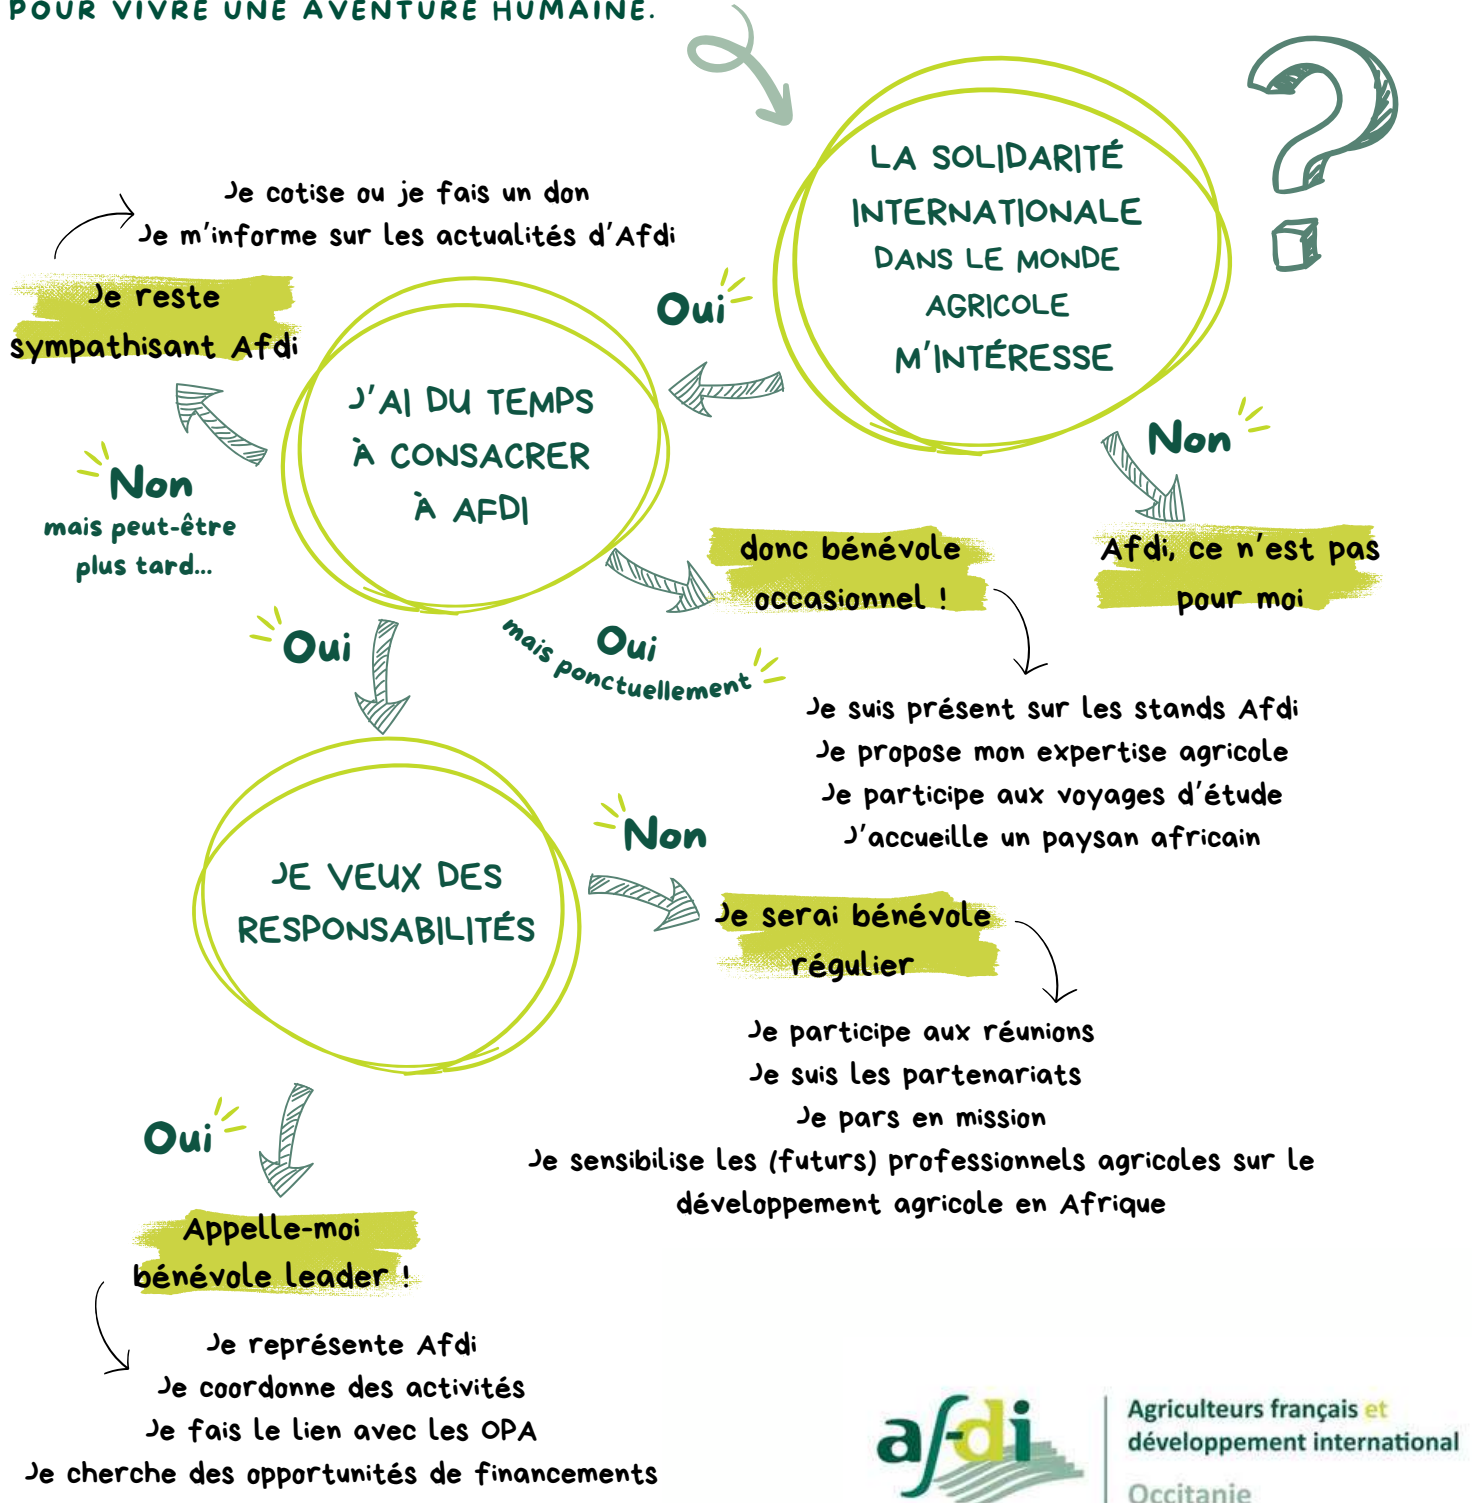 POUR VIVRE UNE AVENTURE HUMAINE.
LA SOLIDARITÉ
INTERNATIONALE
DANS LE MONDE
AGRICOLE
M'INTÉRESSE
Oui
Non
Afdi, ce n'est pas
pour moi
J'AI DU TEMPS
À CONSACRER
À AFDI
Non
mais peut-être
plus tard...
Je reste
sympathisant Afdi
Je cotise ou je fais un don
Je m'informe sur les actualités d'Afdi
Oui
mais ponctuellement
donc bénévole
occasionnel !
Je suis présent sur les stands Afdi
Je propose mon expertise agricole
Je participe aux voyages d'étude
J'accueille un paysan africain
Oui
JE VEUX DES
RESPONSABILITÉS
Non
Je serai bénévole
régulier
Je participe aux réunions
Je suis les partenariats
Je pars en mission
Je sensibilise les (futurs) professionnels agricoles sur le
développement agricole en Afrique
Oui
Appelle-moi
bénévole leader !
Je représente Afdi
Je coordonne des activités
Je fais le lien avec les OPA
Je cherche des opportunités de financements
afdi
Agriculteurs français et
développement international
Occitanie